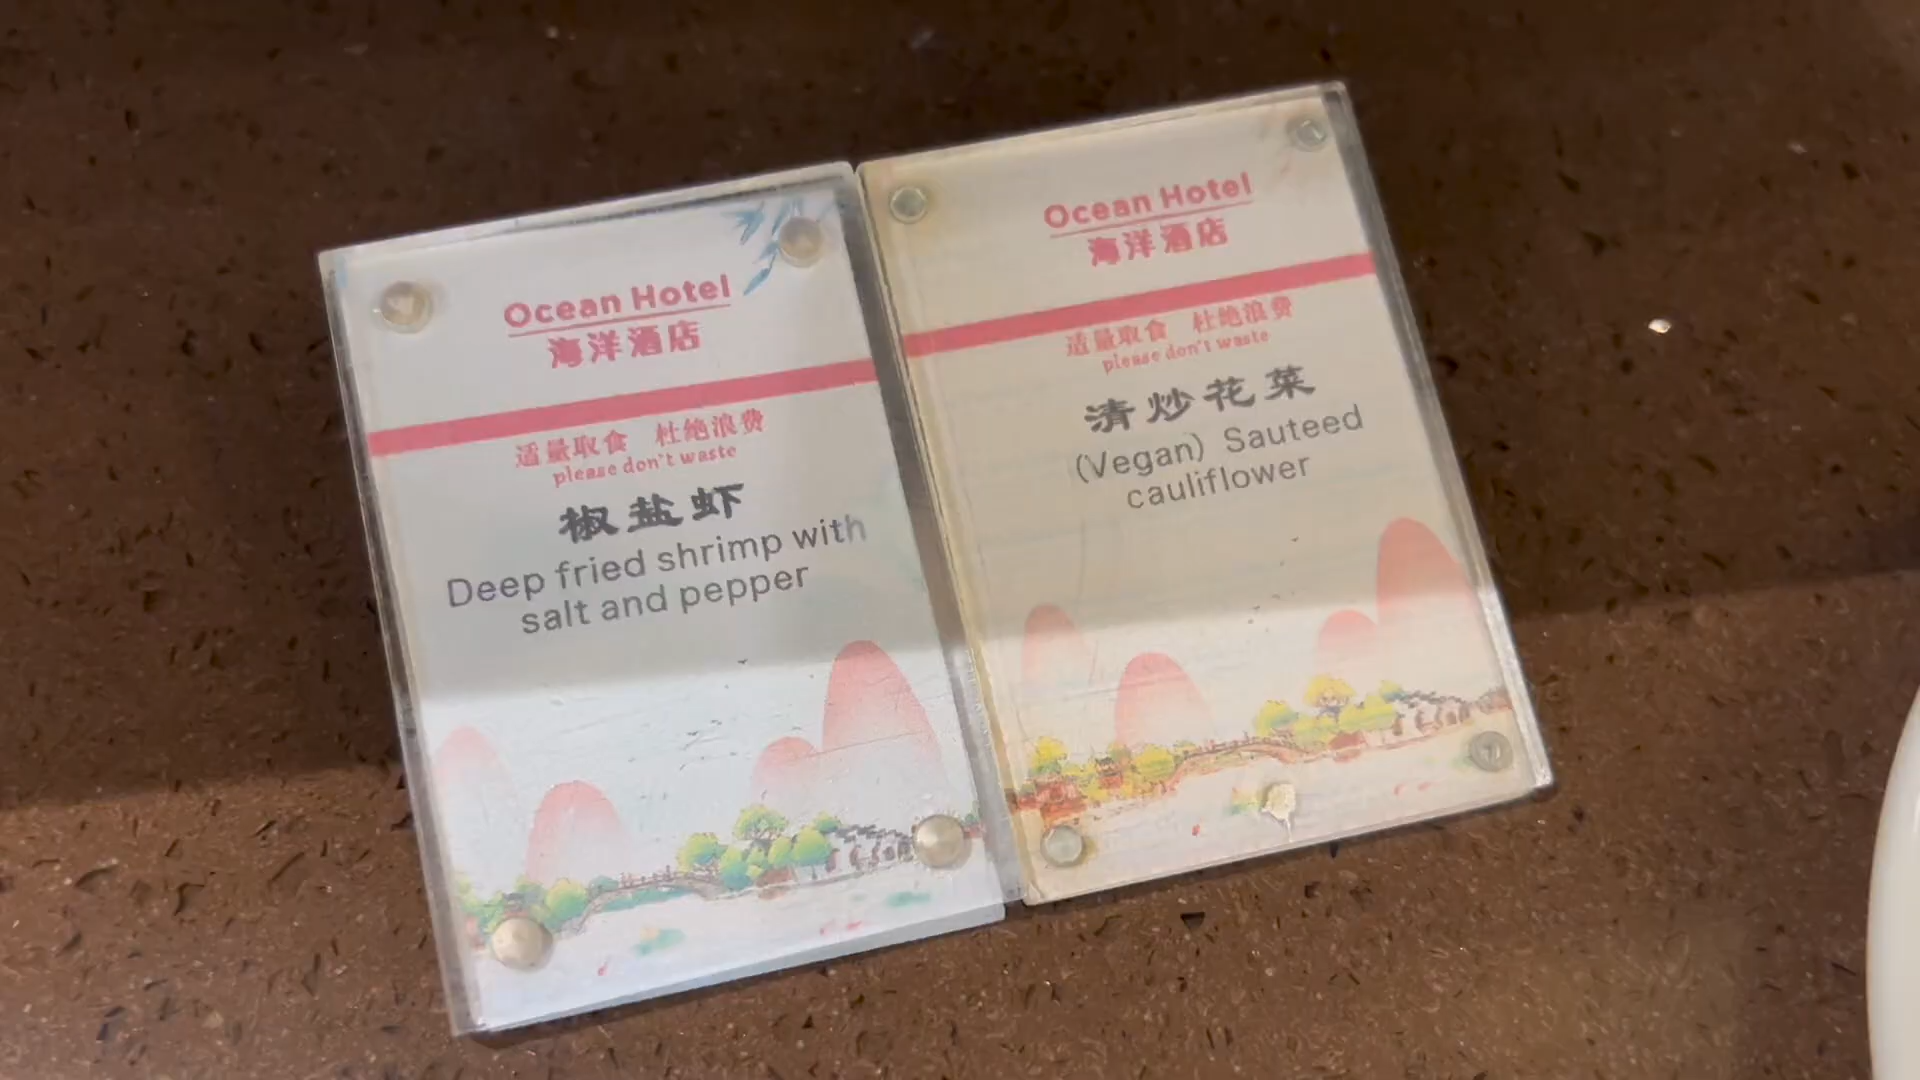 Ocean Hotel
海洋酒店
适量取食 杜绝浪费
please don't waste
椒盐虾
Deep fried shrimp with
salt and pepper
Ocean Hotel
海洋酒店
适量取食 杜绝浪费
please don't waste
清炒花菜
(Vegan) Sauteed
cauliflower